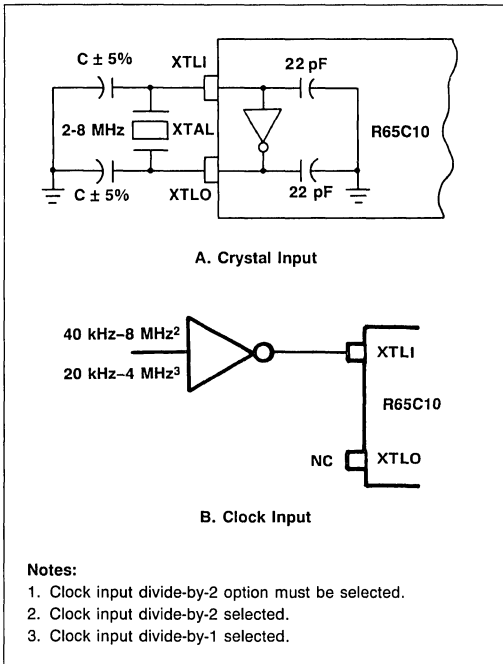 C ± 5%
XTLI
22 pF
2-8 MHz
XTAL
R65C10
C ± 5%
XTLO
22 pF
A. Crystal Input
40 kHz–8 MHz²
20 kHz–4 MHz³
XTLI
R65C10
NC
XTLO
B. Clock Input
Notes:
1. Clock input divide-by-2 option must be selected.
2. Clock input divide-by-2 selected.
3. Clock input divide-by-1 selected.